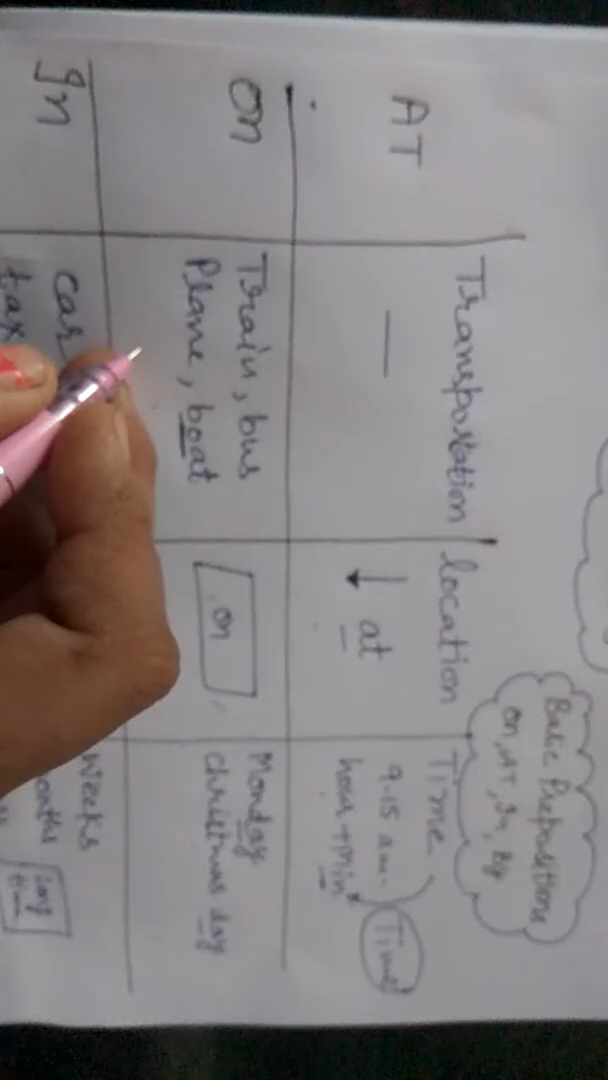 Basic Prepositions
on, AT, In, by
Transportation location Time
AT — ↓ at 9.15 a.m. Time
hour + Min
on Train, bus on Monday
Plane, boat christmas day
In car weeks
long